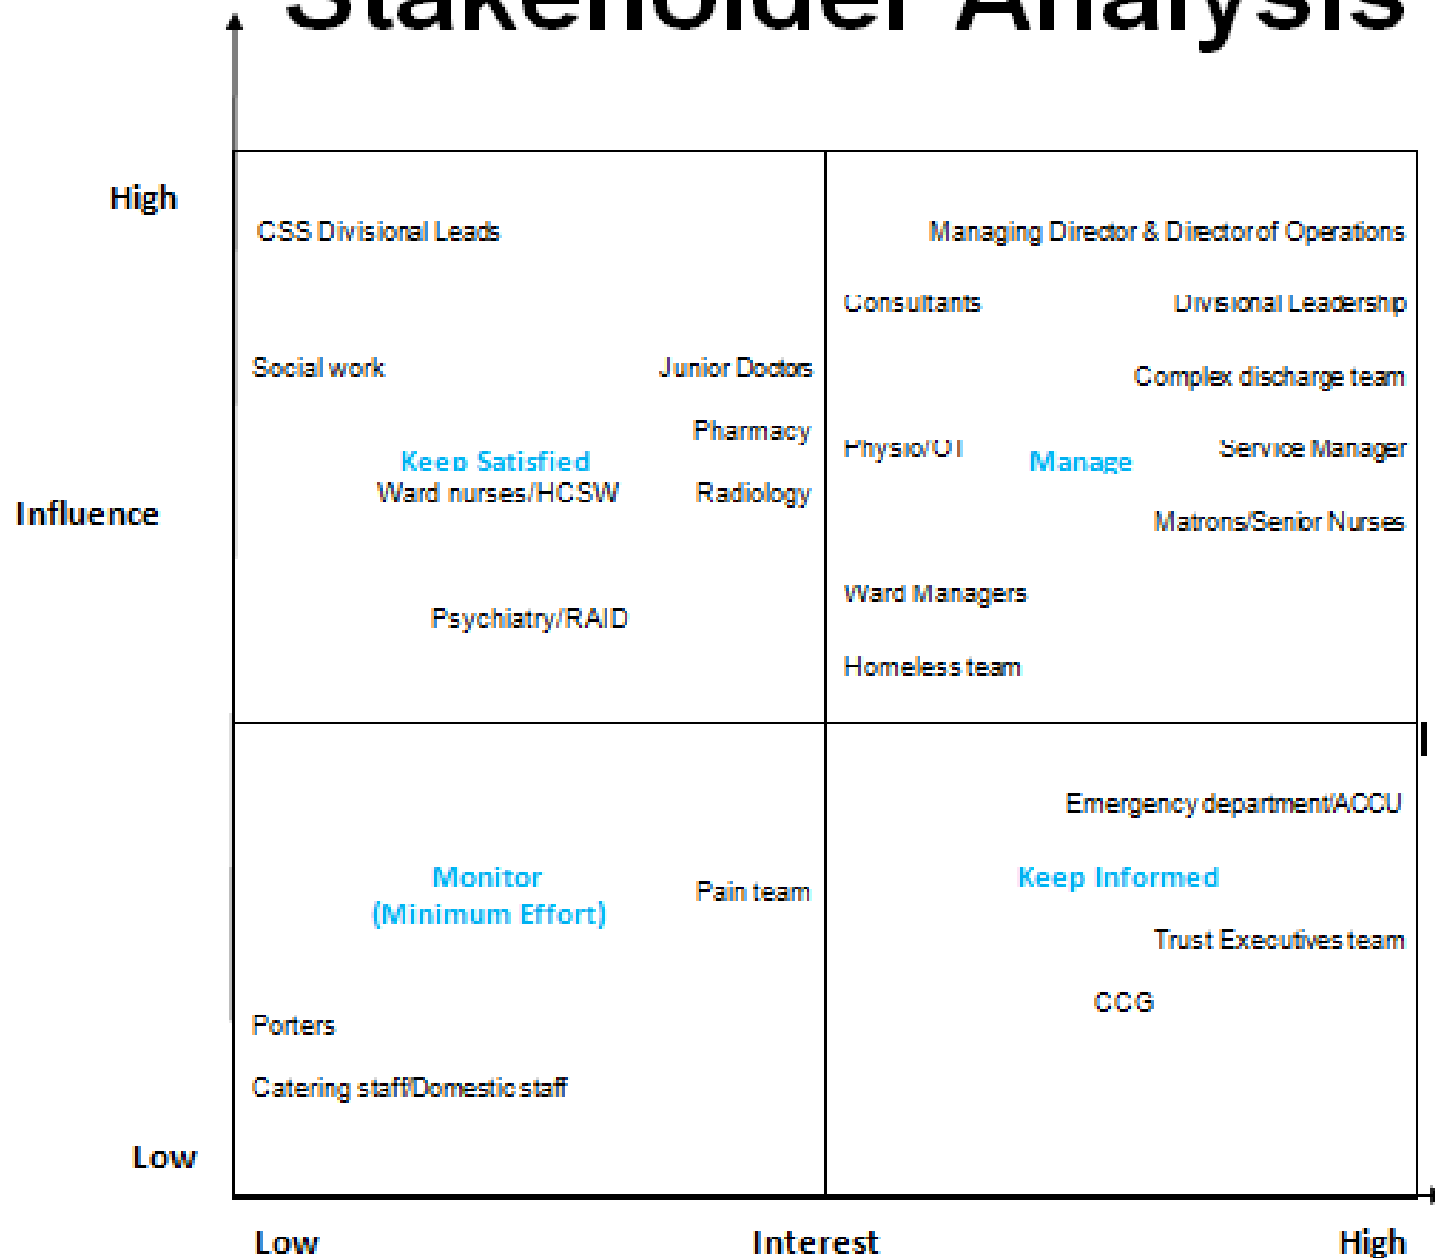 Stakeholder Analysis
High
CSS Divisional Leads
Managing Director & Director of Operations
Consultants
Divisional Leadership
Social work
Junior Doctors
Complex discharge team
Pharmacy
Physio/OT
Service Manager
Keep Satisfied
Manage
Ward nurses/HCSW
Radiology
Influence
Matrons/Senior Nurses
Ward Managers
Psychiatry/RAID
Homeless team
Emergency department/ACCU
Monitor
(Minimum Effort)
Pain team
Keep Informed
Trust Executives team
CCG
Porters
Catering staff/Domestic staff
Low
Low
Interest
High